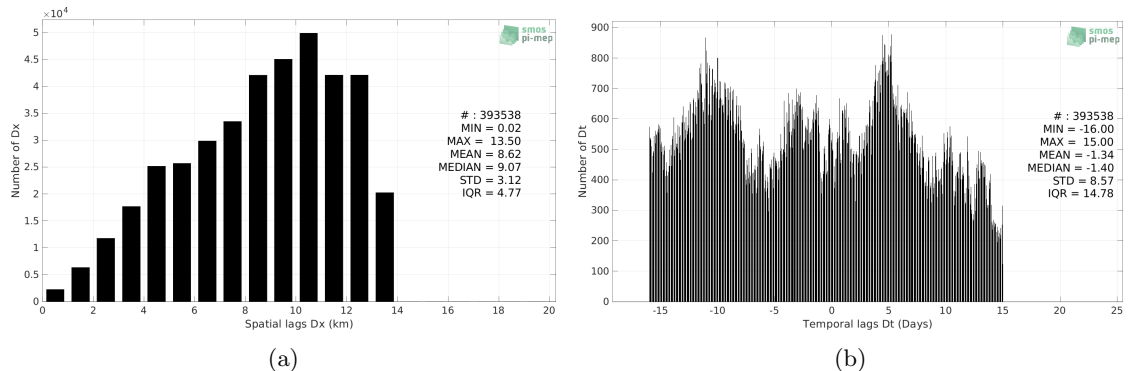 ×10^4
5
4.5
4
3.5
3
2.5
2
1.5
1
0.5
0
Number of Dx
0 2 4 6 8 10 12 14 16 18 20
Spatial lags Dx (km)
smos
pi-mep
# : 393538
MIN = 0.02
MAX = 13.50
MEAN = 8.62
MEDIAN = 9.07
STD = 3.12
IQR = 4.77
(a)
900
800
700
600
500
400
300
200
100
0
Number of Dt
-15 -10 -5 0 5 10 15 20 25
Temporal lags Dt (Days)
smos
pi-mep
# : 393538
MIN = -16.00
MAX = 15.00
MEAN = -1.34
MEDIAN = -1.40
STD = 8.57
IQR = 14.78
(b)